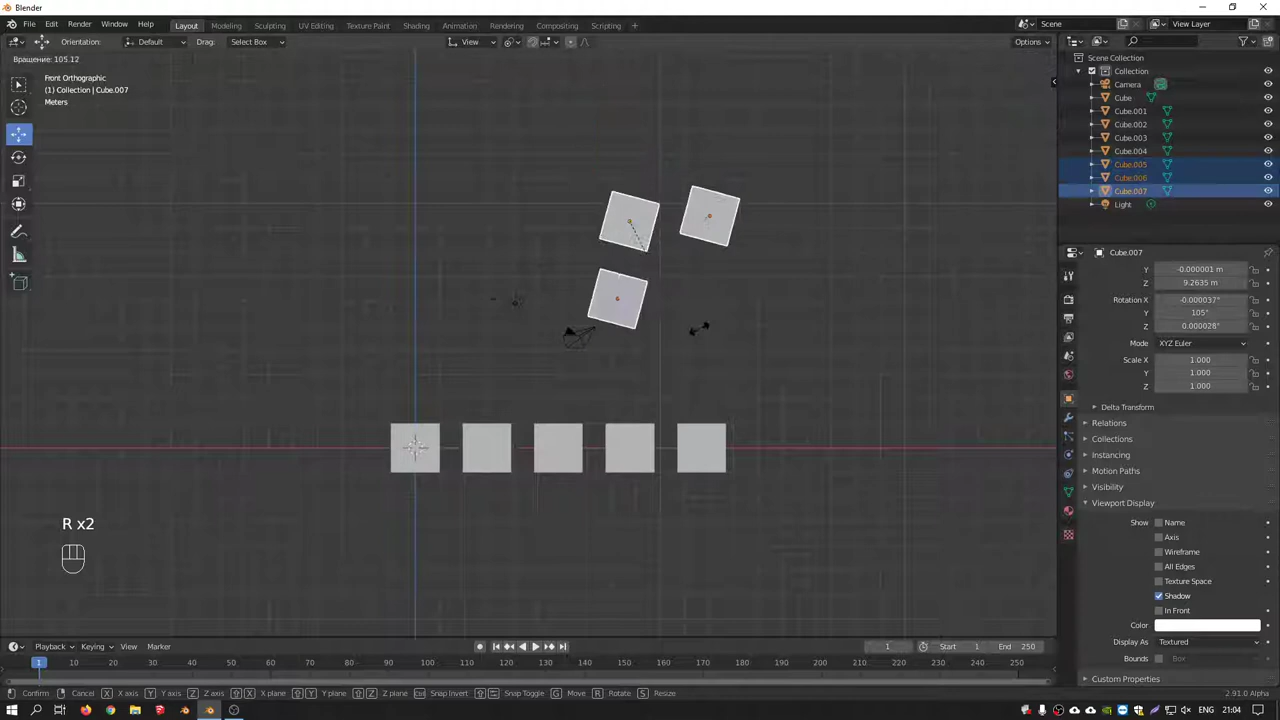 Blender
File Edit Render Window Help Layout Modeling Sculpting UV Editing Texture Paint Shading Animation Rendering Compositing Scripting Scene View Layer
Orientation: Default Drag: Select Box View Options
Вращение: 105.12
Front Orthographic
(1) Collection | Cube.007
Meters
Scene Collection
Collection
Camera
Cube
Cube.001
Cube.002
Cube.003
Cube.004
Cube.005
Cube.006
Cube.007
Light
Cube.007
Y -0.000001 m
Z 9.2635 m
Rotation X -0.000037°
Y 105°
Z 0.000028°
Mode XYZ Euler
Scale X 1.000
Y 1.000
Z 1.000
Delta Transform
Relations
Collections
Instancing
Motion Paths
Visibility
Viewport Display
Show Name
Axis
Wireframe
All Edges
Texture Space
Shadow
In Front
Color
Display As Textured
Bounds Box
Custom Properties
R x2
Playback Keying View Marker 1 Start 1 End 250
1 10 20 30 40 50 60 70 80 90 100 110 120 130 140 150 160 170 180 190 200 210 220 230 240 250
Confirm Cancel X X axis Y Y axis Z Z axis X X plane Y Y plane Z Z plane Snap Invert Snap Toggle G Move R Rotate S Resize 2.91.0 Alpha
ENG 21:04